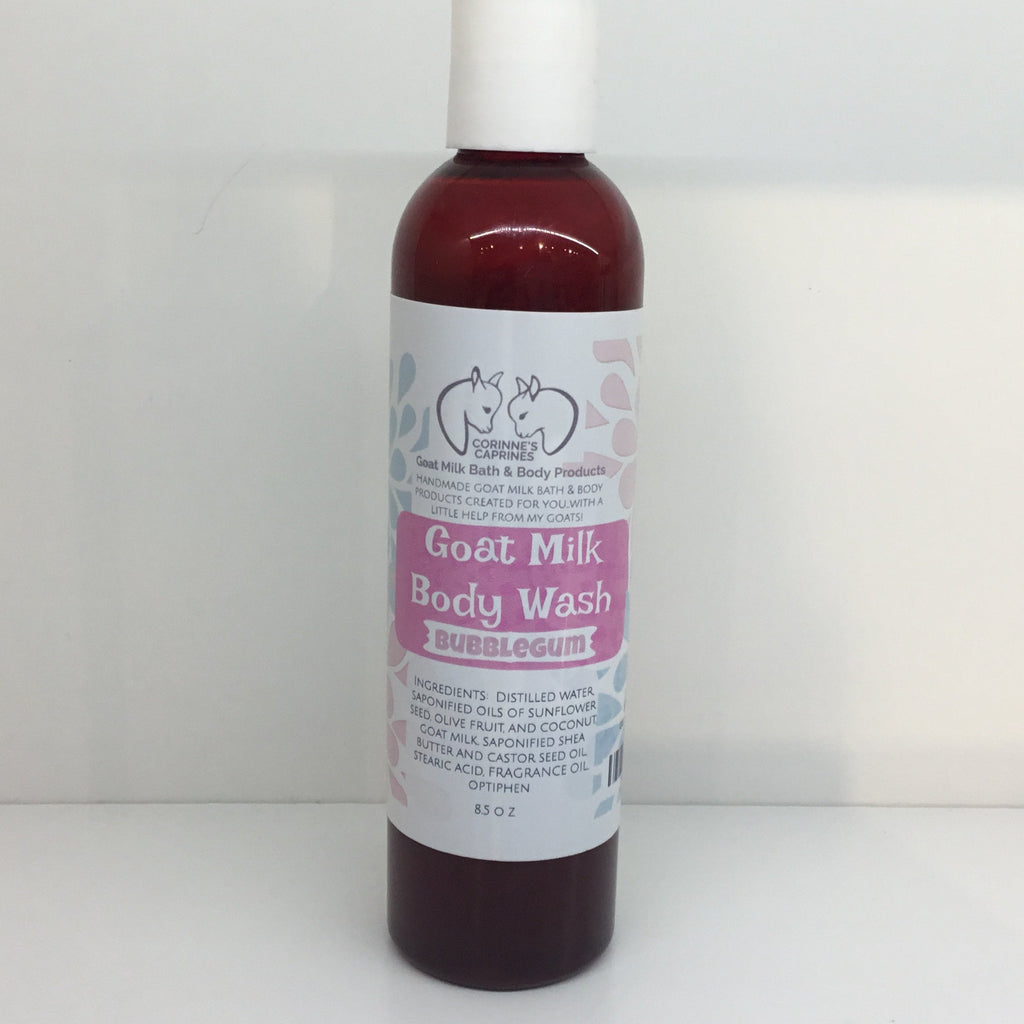 CORINNE'S
CAPRINES
Goat Milk Bath & Body Products
HANDMADE GOAT MILK BATH & BODY
PRODUCTS CREATED FOR YOU..WITH A
LITTLE HELP FROM MY GOATS!
Goat Milk
Body Wash
BUBBLEGUM
INGREDIENTS: DISTILLED WATER,
SAPONIFIED OILS OF SUNFLOWER
SEED, OLIVE FRUIT, AND COCONUT,
GOAT MILK, SAPONIFIED SHEA
BUTTER AND CASTOR SEED OIL,
STEARIC ACID, FRAGRANCE OIL,
OPTIPHEN
8.5 O Z